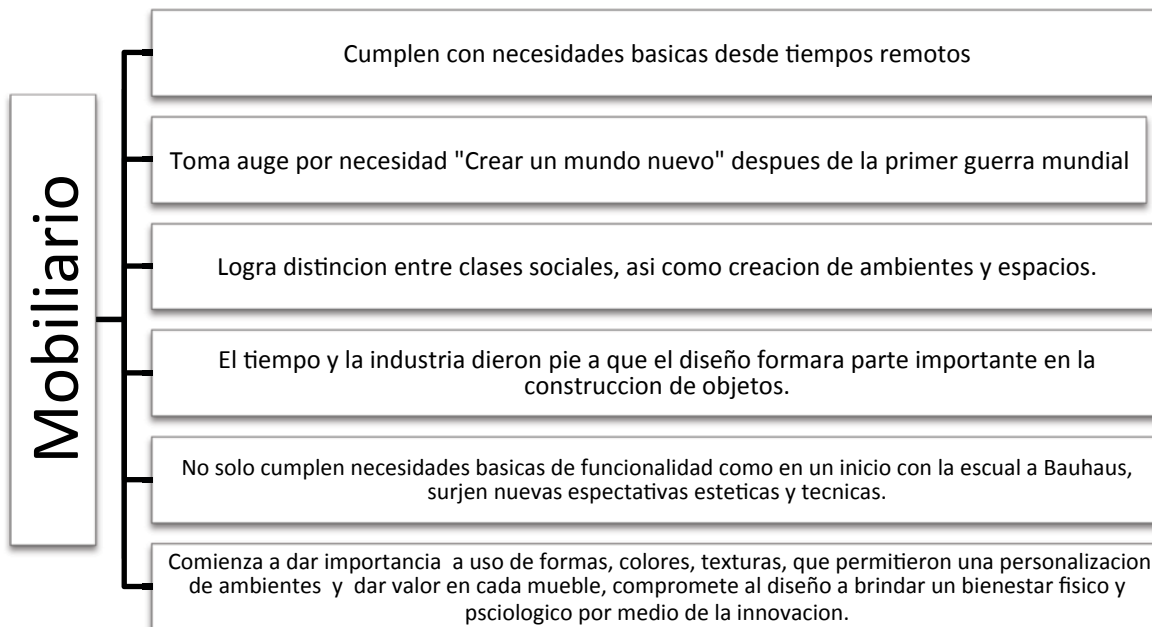 Mobiliario
Cumplen con necesidades basicas desde tiempos remotos
Toma auge por necesidad "Crear un mundo nuevo" despues de la primer guerra mundial
Logra distincion entre clases sociales, asi como creacion de ambientes y espacios.
El tiempo y la industria dieron pie a que el diseño formara parte importante en la
construccion de objetos.
No solo cumplen necesidades basicas de funcionalidad como en un inicio con la escual a Bauhaus,
surjen nuevas espectativas esteticas y tecnicas.
Comienza a dar importancia a uso de formas, colores, texturas, que permitieron una personalizacion
de ambientes y dar valor en cada mueble, compromete al diseño a brindar un bienestar fisico y
psciologico por medio de la innovacion.